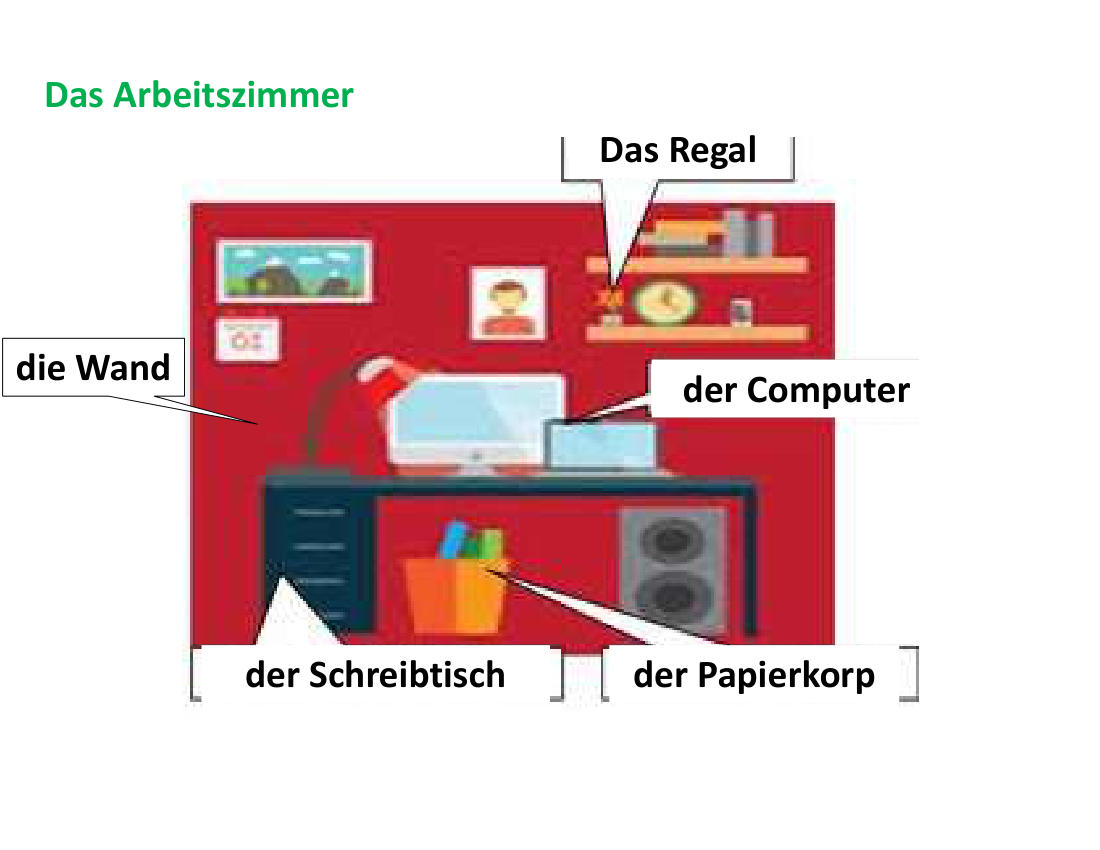 Das Arbeitszimmer
Das Regal
die Wand
der Computer
der Schreibtisch
der Papierkorp